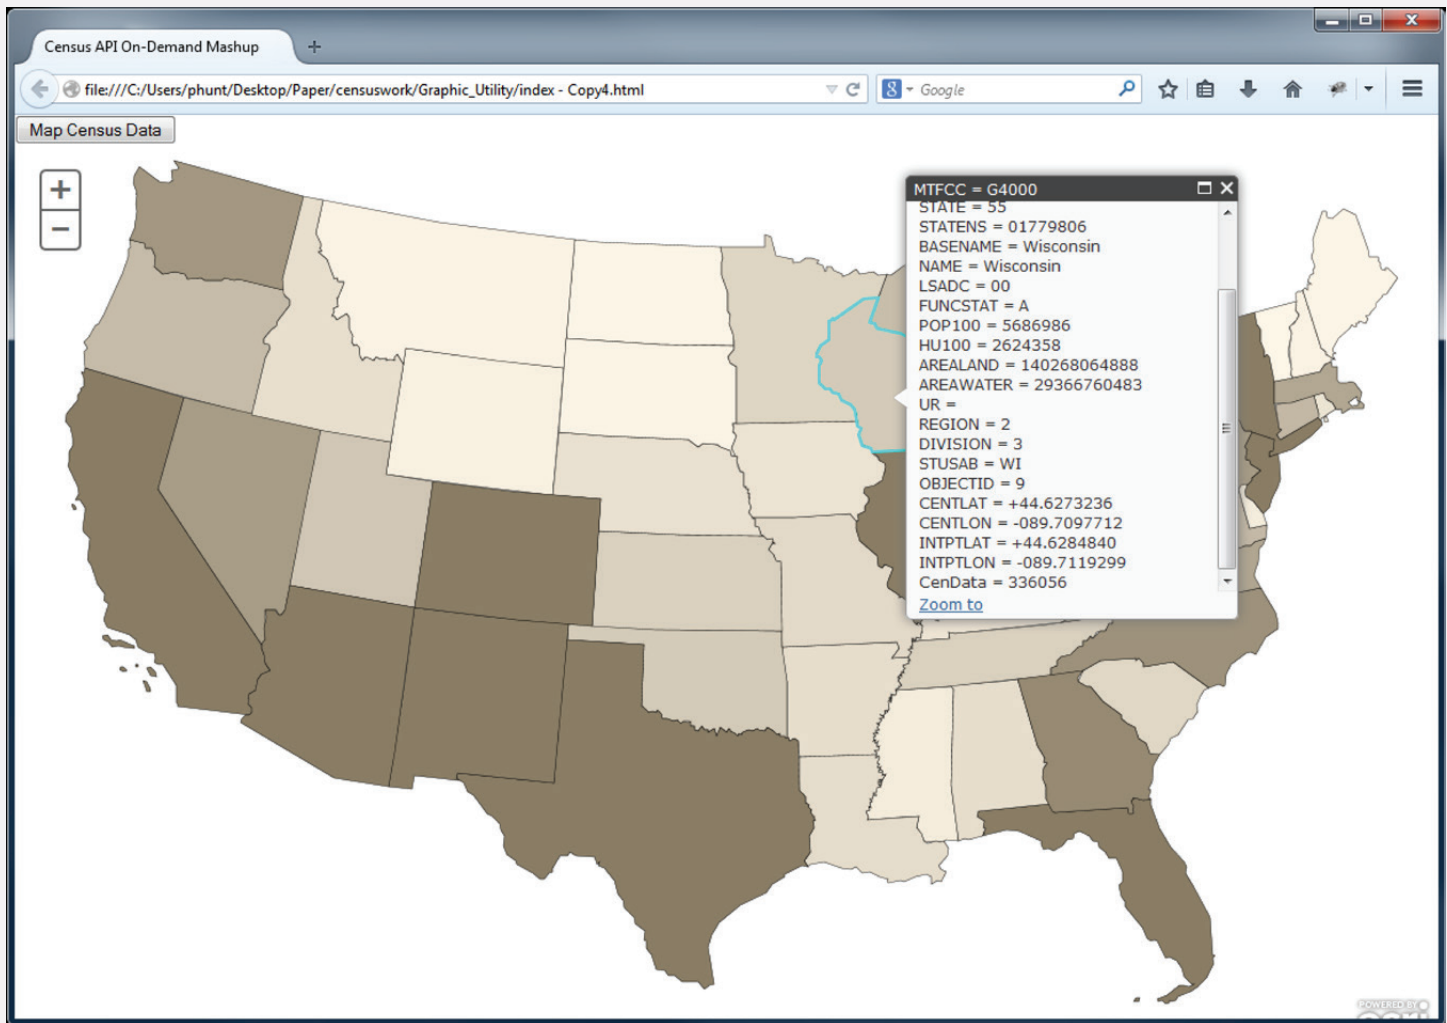 Census API On-Demand Mashup
file:///C:/Users/phunt/Desktop/Paper/censuswork/Graphic_Utility/index - Copy4.html
Google
Map Census Data
MTFCC = G4000
STATE = 55
STATENS = 01779806
BASENAME = Wisconsin
NAME = Wisconsin
LSADC = 00
FUNCSTAT = A
POP100 = 5686986
HU100 = 2624358
AREALAND = 140268064888
AREAWATER = 29366760483
UR =
REGION = 2
DIVISION = 3
STUSAB = WI
OBJECTID = 9
CENTLAT = +44.6273236
CENTLON = -089.7097712
INTPTLAT = +44.6284840
INTPTLON = -089.7119299
CenData = 336056
Zoom to
POWERED BY